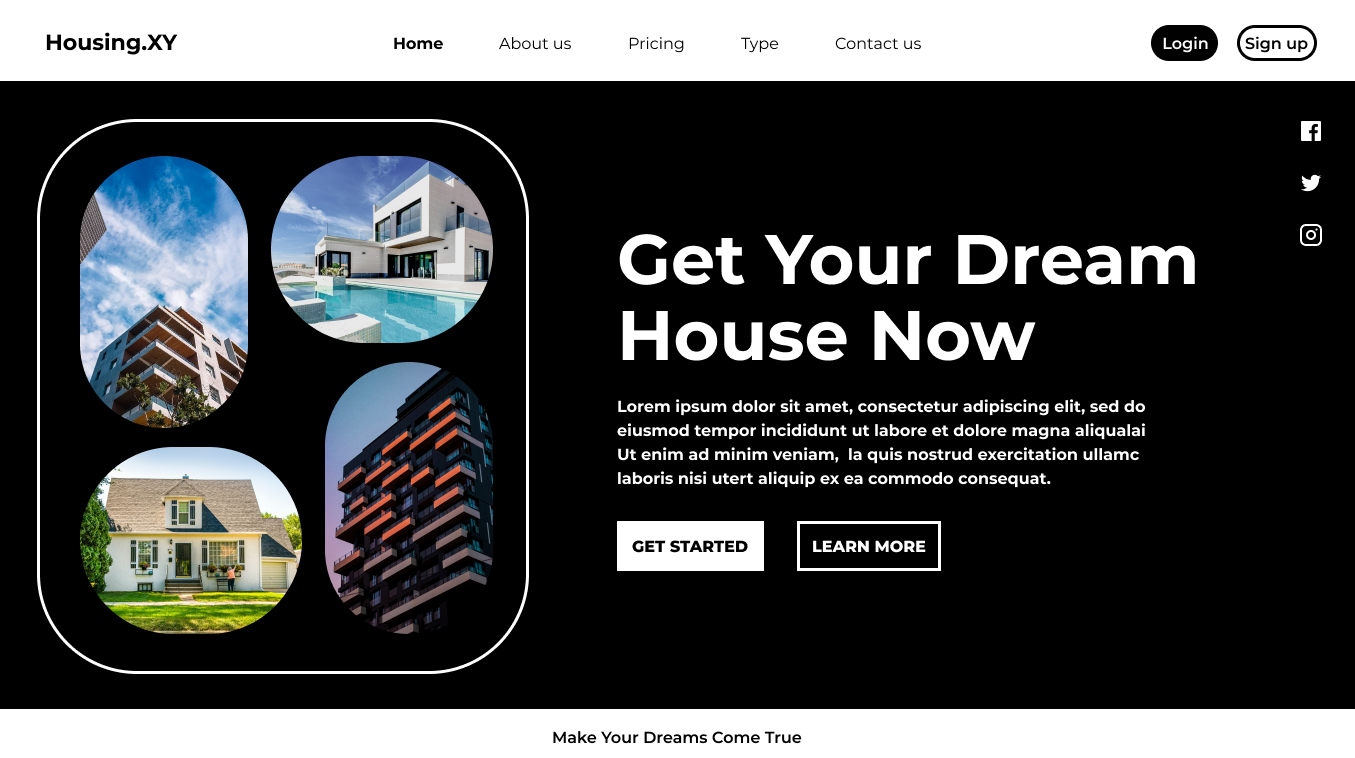 Housing.XY
Home
About us
Pricing
Type
Contact us
Login
Sign up
Get Your Dream
House Now
Lorem ipsum dolor sit amet, consectetur adipiscing elit, sed do
eiusmod tempor incididunt ut labore et dolore magna aliqualai
Ut enim ad minim veniam,  la quis nostrud exercitation ullamc
laboris nisi utert aliquip ex ea commodo consequat.
GET STARTED
LEARN MORE
Make Your Dreams Come True